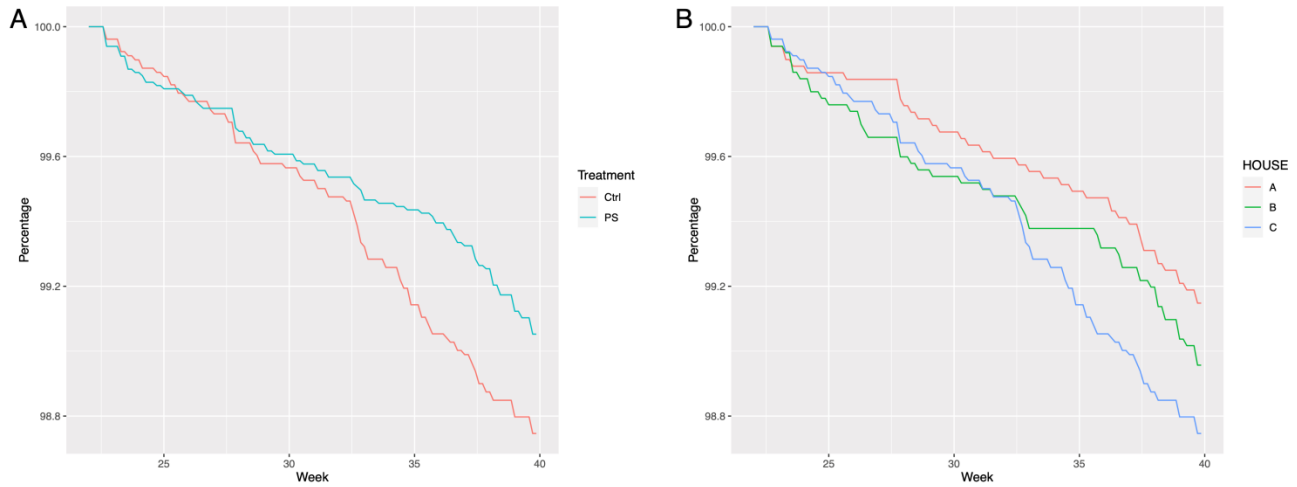 A
100.0
99.6
99.2
98.8
Percentage
25
30
35
40
Week
Treatment
Ctrl
PS
B
100.0
99.6
99.2
98.8
Percentage
25
30
35
40
Week
HOUSE
A
B
C